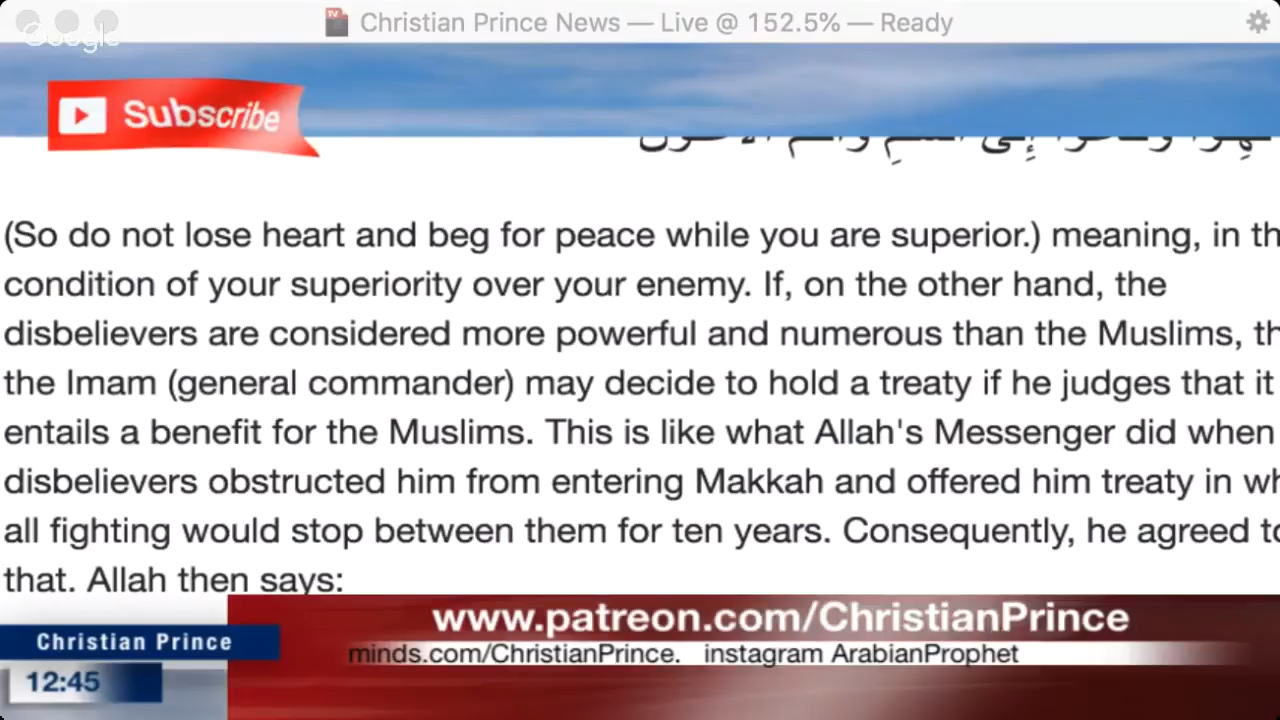 Christian Prince News — Live @ 152.5% — Ready
Google
Subscribe
(So do not lose heart and beg for peace while you are superior.) meaning, in th
condition of your superiority over your enemy. If, on the other hand, the
disbelievers are considered more powerful and numerous than the Muslims, th
the Imam (general commander) may decide to hold a treaty if he judges that it
entails a benefit for the Muslims. This is like what Allah's Messenger did when
disbelievers obstructed him from entering Makkah and offered him treaty in wh
all fighting would stop between them for ten years. Consequently, he agreed to
that. Allah then says:
www.patreon.com/ChristianPrince
Christian Prince
minds.com/ChristianPrince. instagram ArabianProphet
12:45